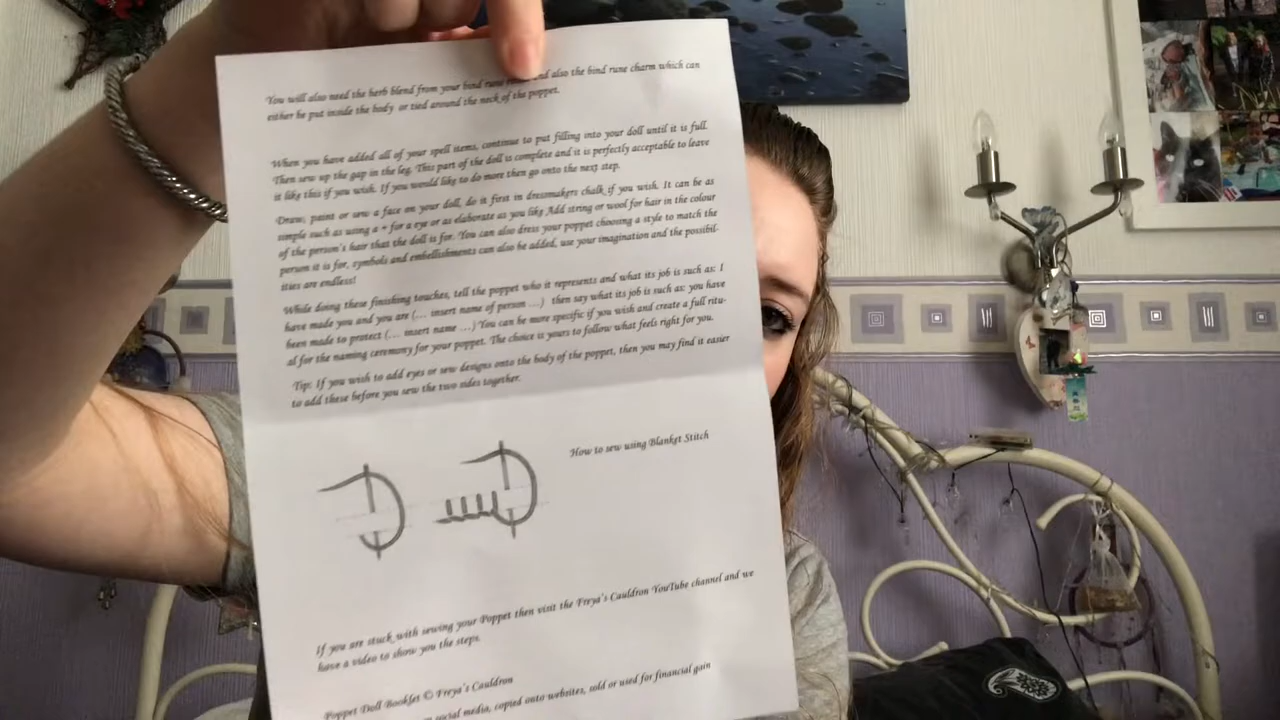 You will also need the herb blend from your bind rune and also the bind rune charm which can
either be put inside the body or tied around the neck of the poppet.
When you have added all of your spell items, continue to put filling into your doll until it is full.
Then sew up the gap in the leg. This part of the doll is complete and it is perfectly acceptable to leave
it like this if you wish. If you would like to do more then go onto the next step.
Draw, paint or sew a face on your doll, do it first in dressmakers chalk if you wish. It can be as
simple such as using a + for a eye or as elaborate as you like Add string or wool for hair in the colour
of the person's hair that the doll is for. You can also dress your poppet choosing a style to match the
person it is for, symbols and embellishments can also be added, use your imagination and the possibil-
ities are endless!
While doing these finishing touches, tell the poppet who it represents and what its job is such as: I
have made you and you are (... insert name of person ...) then say what its job is such as: you have
been made to protect (... insert name ...) You can be more specific if you wish and create a full ritu-
al for the naming ceremony for your poppet. The choice is yours to follow what feels right for you.
Tip: If you wish to add eyes or sew designs onto the body of the poppet, then you may find it easier
to add these before you sew the two sides together.
How to sew using Blanket Stitch
If you are stuck with sewing your Poppet then visit the Freya's Cauldron YouTube channel and we
have a video to show you the steps.
Poppet Doll Booklet © Freya's Cauldron
social media, copied onto websites, sold or used for financial gain